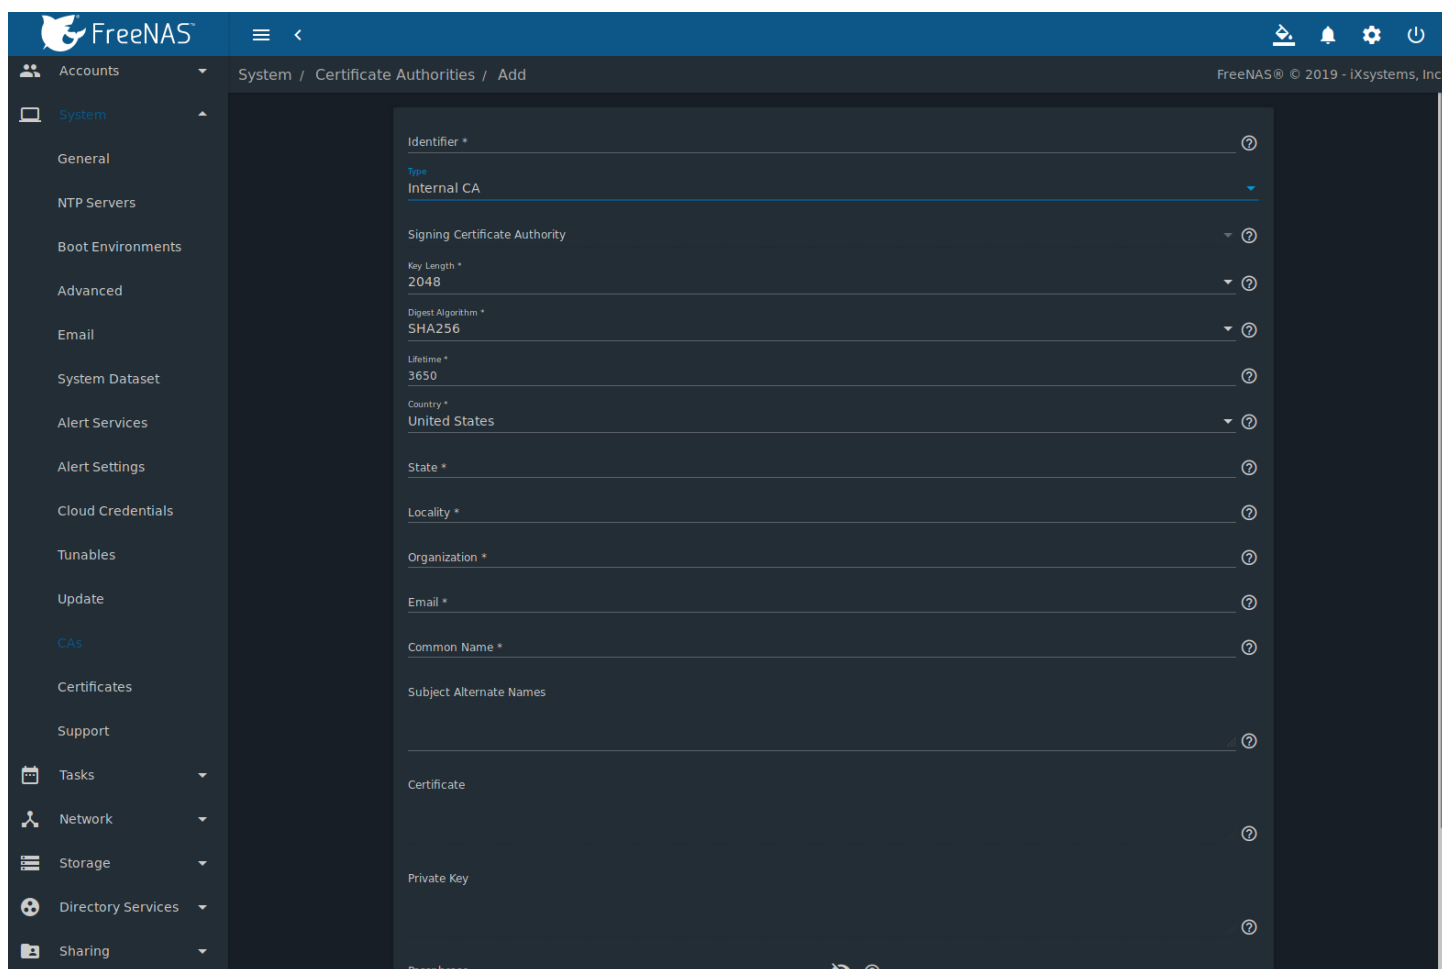 FreeNAS™
System / Certificate Authorities / Add
FreeNAS® © 2019 - iXsystems, Inc
Accounts
System
General
NTP Servers
Boot Environments
Advanced
Email
System Dataset
Alert Services
Alert Settings
Cloud Credentials
Tunables
Update
CAs
Certificates
Support
Tasks
Network
Storage
Directory Services
Sharing
Identifier *
Type
Internal CA
Signing Certificate Authority
Key Length *
2048
Digest Algorithm *
SHA256
Lifetime *
3650
Country *
United States
State *
Locality *
Organization *
Email *
Common Name *
Subject Alternate Names
Certificate
Private Key